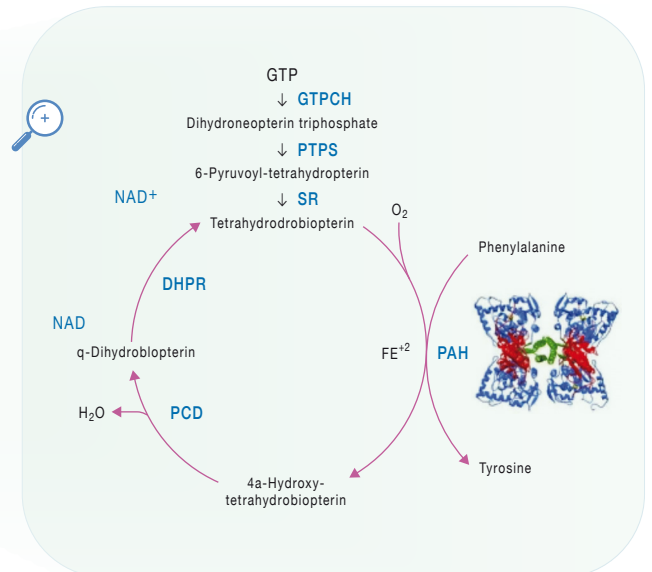 GTP
↓ GTPCH
Dihydroneopterin triphosphate
↓ PTPS
6-Pyruvoyl-tetrahydropterin
↓ SR
NAD+
Tetrahydrodrobiopterin
O2
Phenylalanine
DHPR
NAD
q-Dihydroblopterin
FE+2
PAH
H2O
PCD
4a-Hydroxy-
tetrahydrobiopterin
Tyrosine